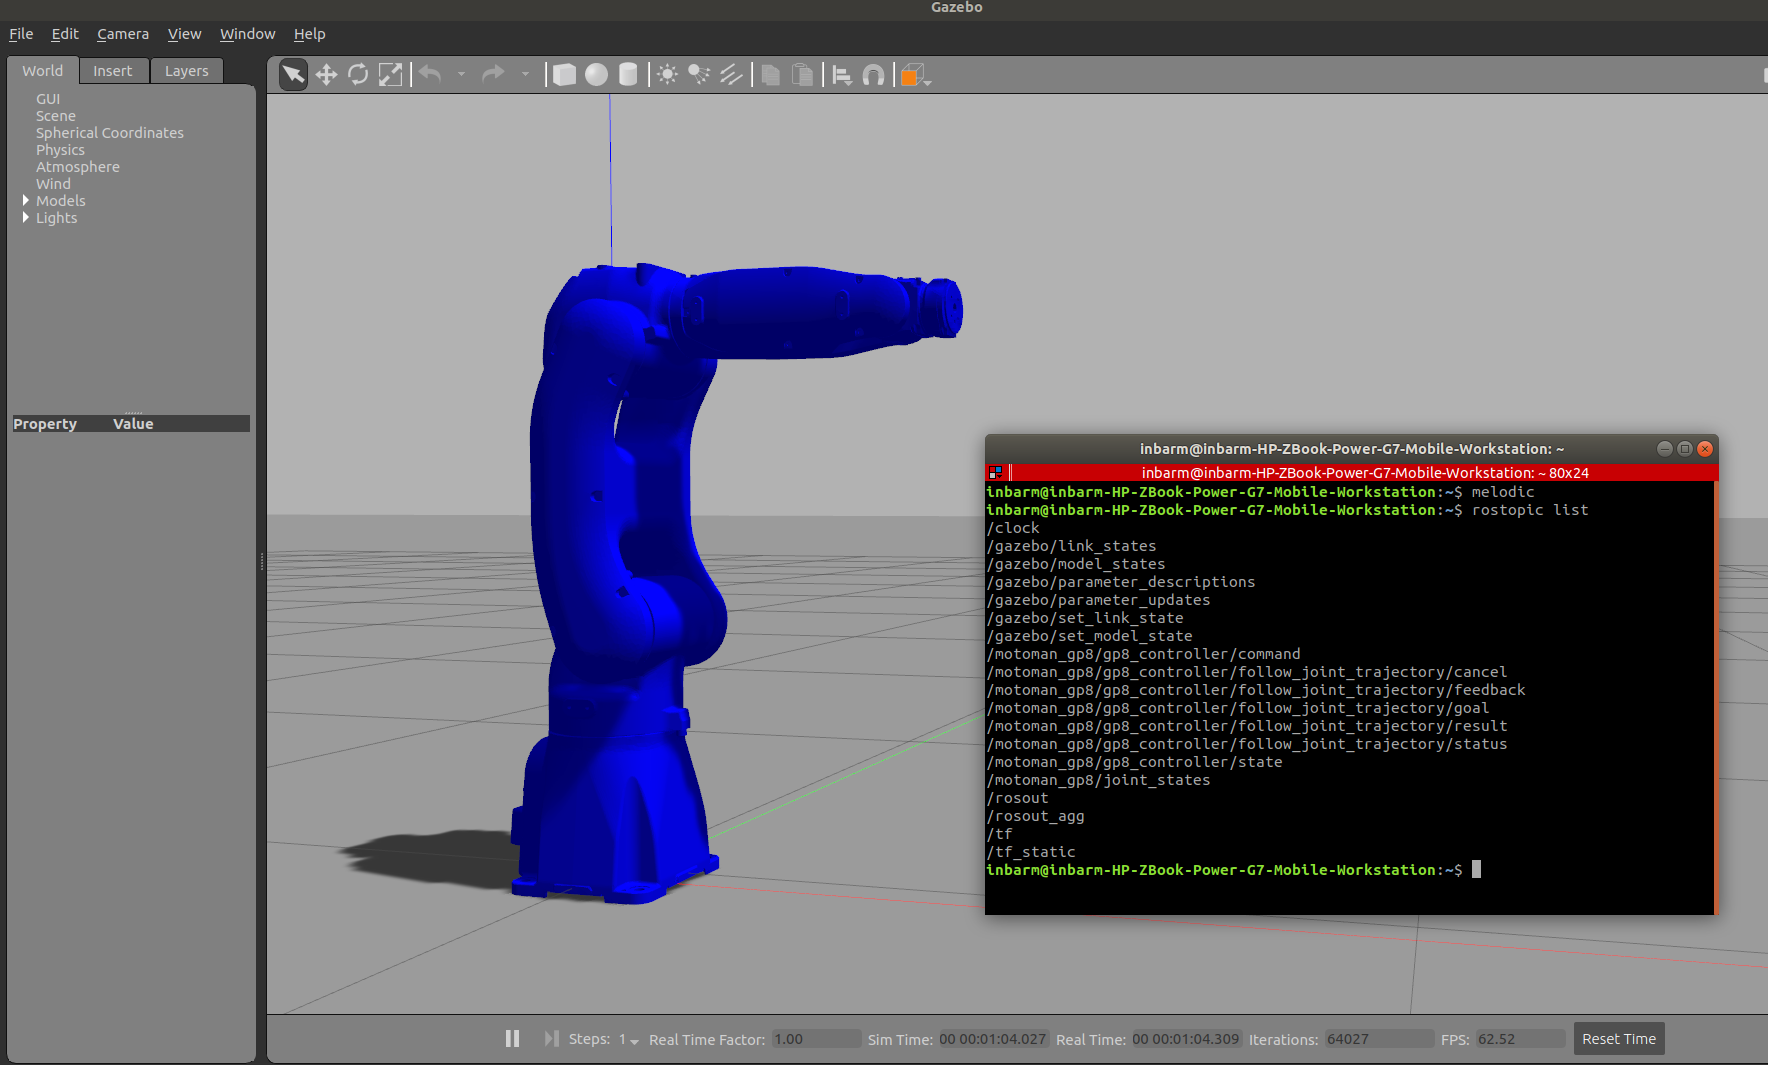 Gazebo
File Edit Camera View Window Help
World Insert Layers
GUI
Scene
Spherical Coordinates
Physics
Atmosphere
Wind
Models
Lights
Property Value
inbarm@inbarm-HP-ZBook-Power-G7-Mobile-Workstation: ~
inbarm@inbarm-HP-ZBook-Power-G7-Mobile-Workstation: ~ 80x24
inbarm@inbarm-HP-ZBook-Power-G7-Mobile-Workstation:~$ melodic
inbarm@inbarm-HP-ZBook-Power-G7-Mobile-Workstation:~$ rostopic list
/clock
/gazebo/link_states
/gazebo/model_states
/gazebo/parameter_descriptions
/gazebo/parameter_updates
/gazebo/set_link_state
/gazebo/set_model_state
/motoman_gp8/gp8_controller/command
/motoman_gp8/gp8_controller/follow_joint_trajectory/cancel
/motoman_gp8/gp8_controller/follow_joint_trajectory/feedback
/motoman_gp8/gp8_controller/follow_joint_trajectory/goal
/motoman_gp8/gp8_controller/follow_joint_trajectory/result
/motoman_gp8/gp8_controller/follow_joint_trajectory/status
/motoman_gp8/gp8_controller/state
/motoman_gp8/joint_states
/rosout
/rosout_agg
/tf
/tf_static
inbarm@inbarm-HP-ZBook-Power-G7-Mobile-Workstation:~$
Steps: 1 Real Time Factor: 1.00 Sim Time: 00 00:01:04.027 Real Time: 00 00:01:04.309 Iterations: 64027 FPS: 62.52 Reset Time